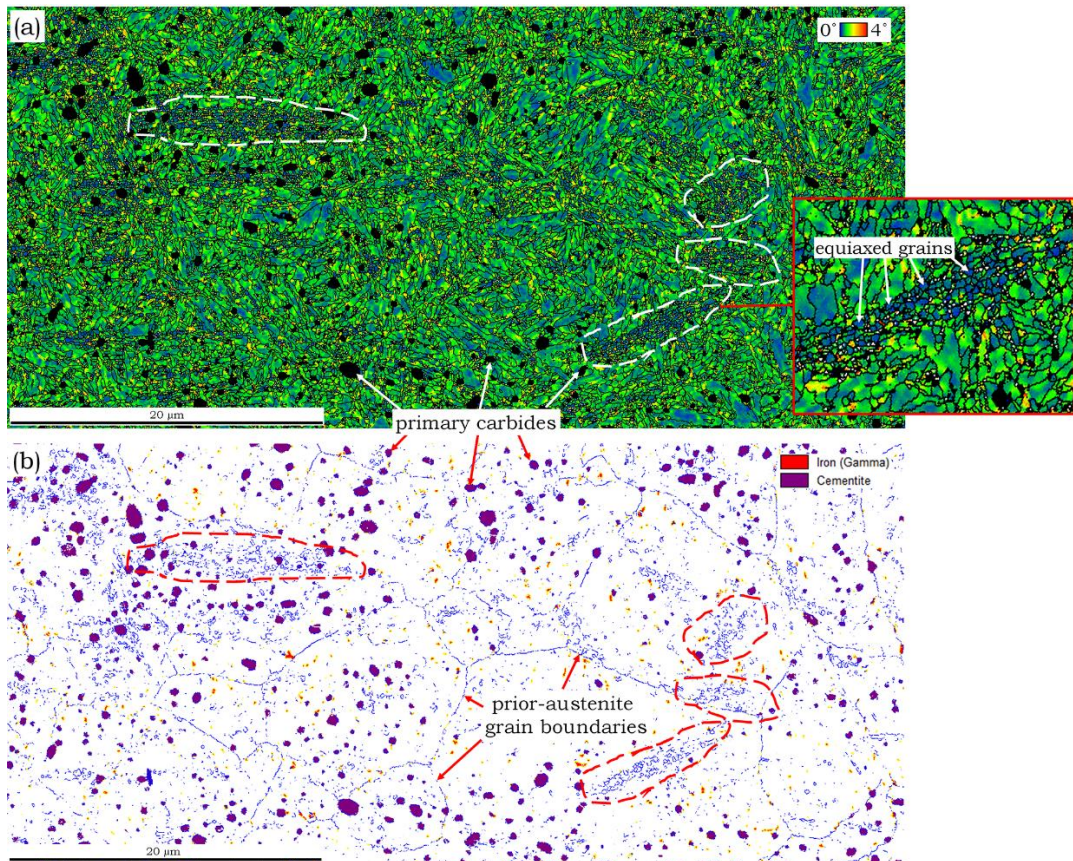 (a)
0° 4°
equiaxed grains
20 µm
primary carbides
(b)
Iron (Gamma)
Cementite
prior-austenite
grain boundaries
20 µm